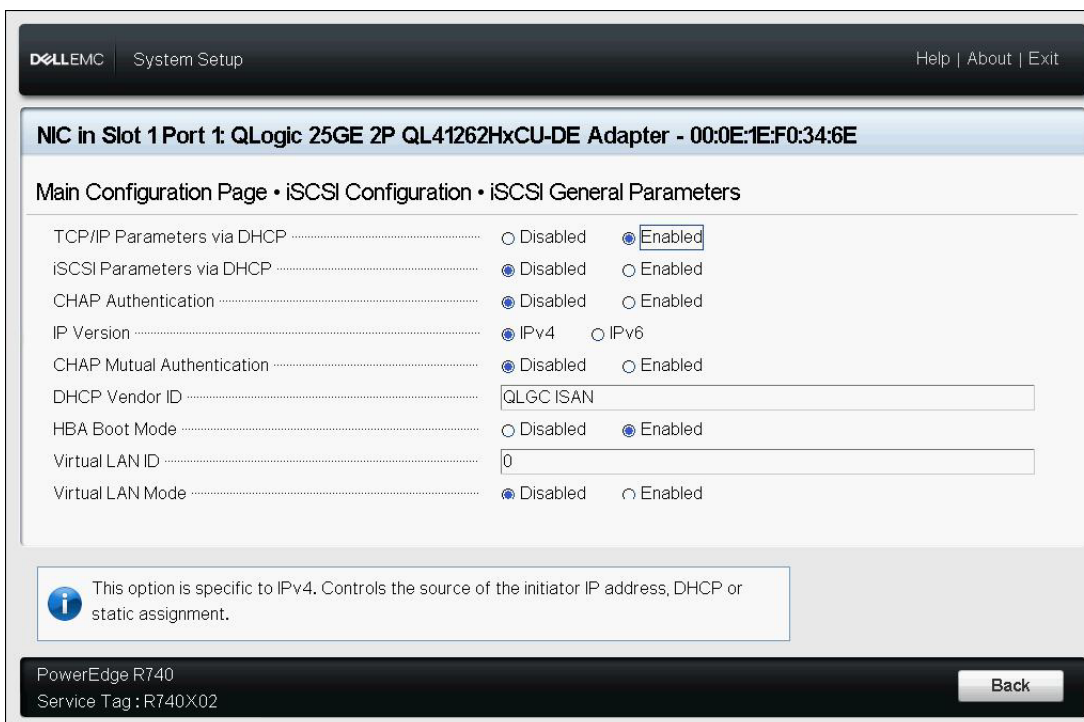 DELLEMC System Setup Help | About | Exit
NIC in Slot 1 Port 1: QLogic 25GE 2P QL41262HxCU-DE Adapter - 00:0E:1E:F0:34:6E
Main Configuration Page • iSCSI Configuration • iSCSI General Parameters
TCP/IP Parameters via DHCP Disabled Enabled
iSCSI Parameters via DHCP Disabled Enabled
CHAP Authentication Disabled Enabled
IP Version IPv4 IPv6
CHAP Mutual Authentication Disabled Enabled
DHCP Vendor ID QLGC ISAN
HBA Boot Mode Disabled Enabled
Virtual LAN ID 0
Virtual LAN Mode Disabled Enabled
This option is specific to IPv4. Controls the source of the initiator IP address, DHCP or
static assignment.
PowerEdge R740
Service Tag : R740X02
Back